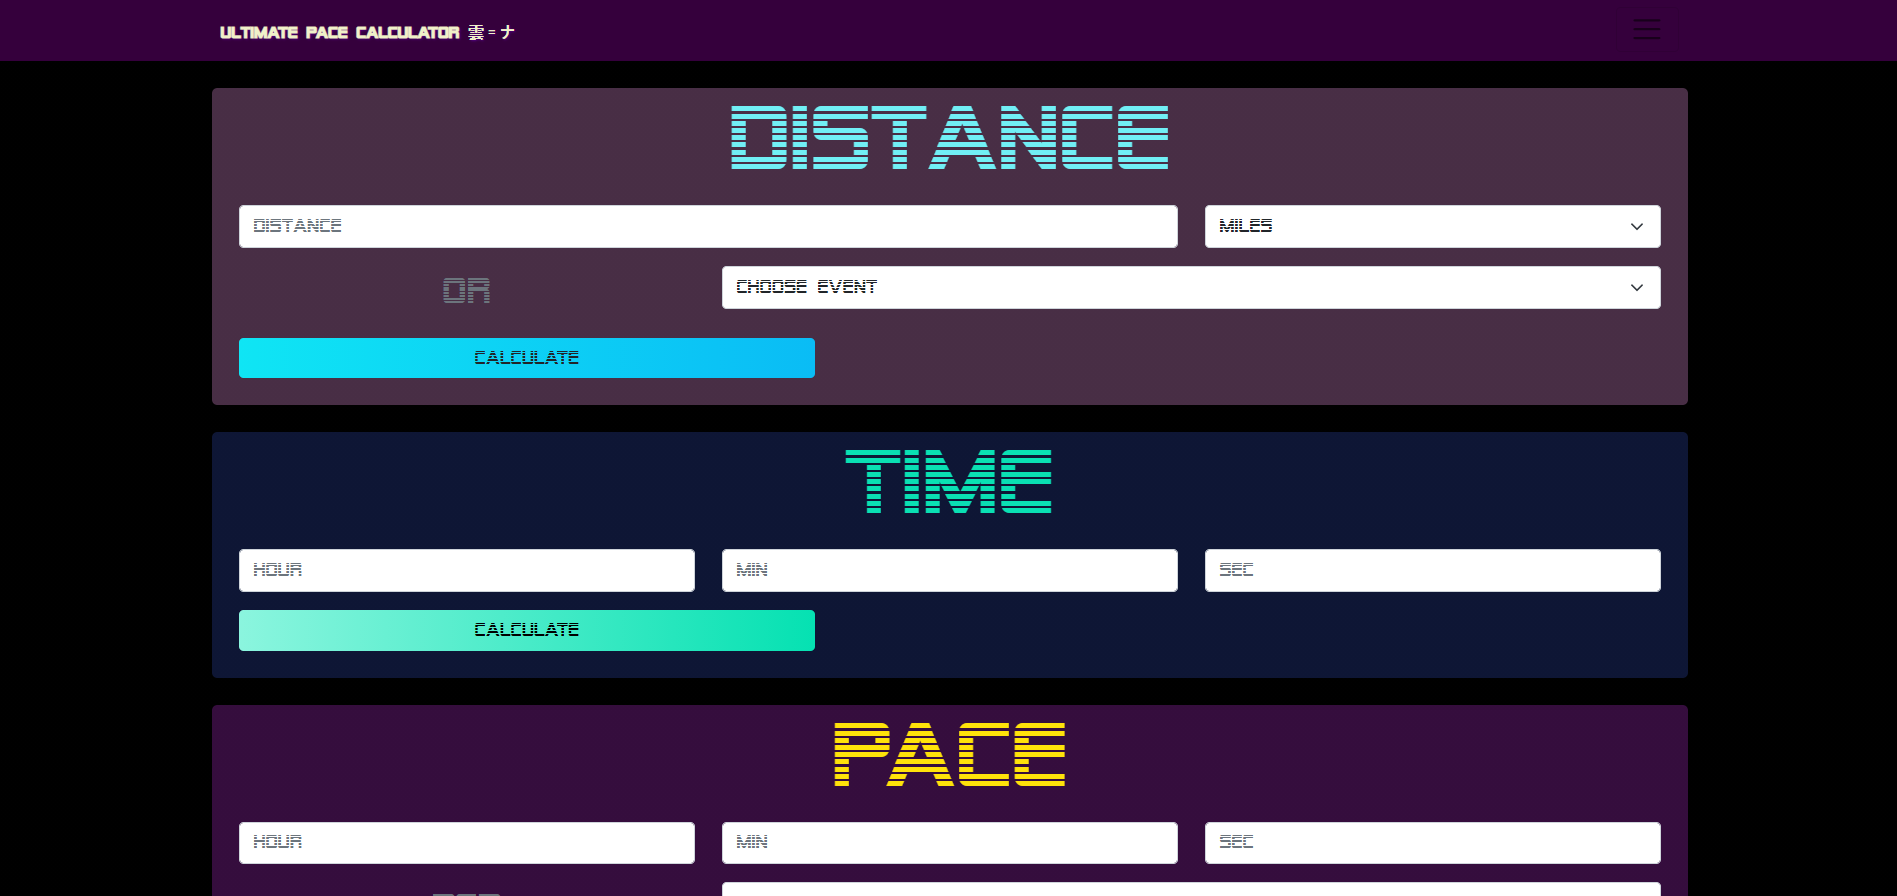 ULTIMATE PACE CALCULATOR 雲=ナ
DISTANCE
DISTANCE
MILES
OR
CHOOSE EVENT
CALCULATE
TIME
HOUR
MIN
SEC
CALCULATE
PACE
HOUR
MIN
SEC